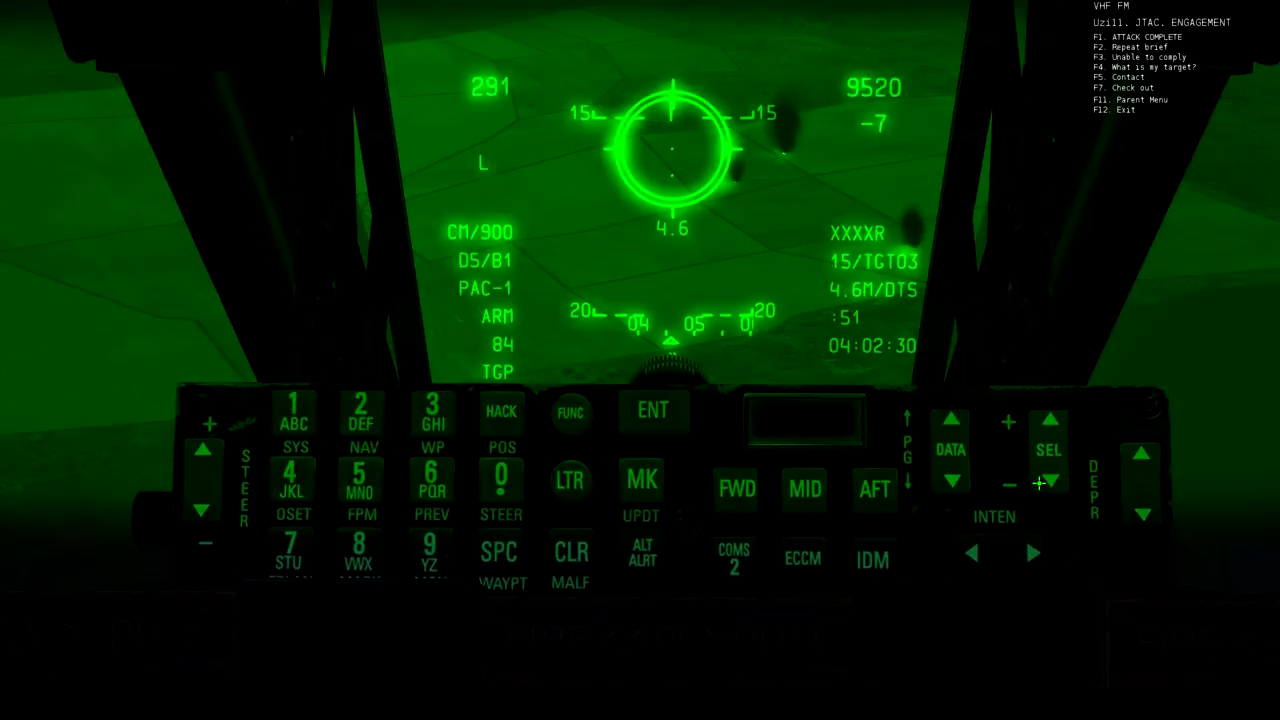 VHF FM
Uzi11. JTAC. ENGAGEMENT
F1. ATTACK COMPLETE
F2. Repeat brief
F3. Unable to comply
F4. What is my target?
F5. Contact
F7. Check out
F11. Parent Menu
F12. Exit
291
9520
15 15
-7
L
4.6
CM/900
XXXXR
D5/B1
15/TGT03
PAC-1
4.6M/DTS
ARM
20 20
04 05
:51
84
04:02:30
TGP
1 2 3 HACK FUNC ENT
ABC DEF GHI
SYS NAV WP POS
4 5 6 0 LTR MK
JKL MNO PQR
OSET FPM PREV STEER UPDT
7 8 9 SPC CLR ALT ALRT
STU VWX YZ
WAYPT MALF
STEER
PG
DATA
SEL
DEPR
FWD MID AFT
INTEN
COMS 2 ECCM IDM